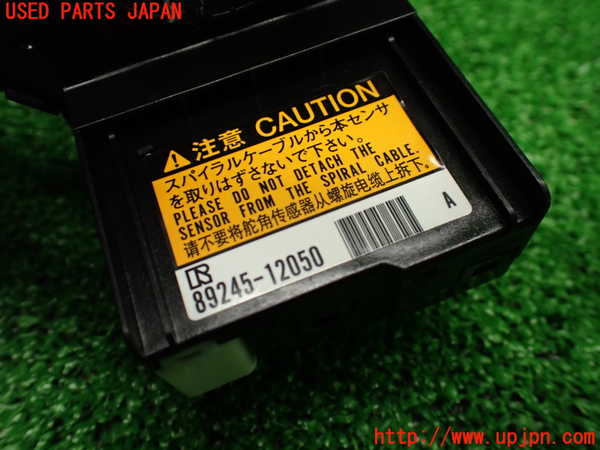 USED PARTS JAPAN
注意 CAUTION
スパイラルケーブルから本センサ
を取りはずさないで下さい.
PLEASE DO NOT DETACH THE
SENSOR FROM THE SPIRAL CABLE.
请不要将舵角传感器从螺旋电缆上拆下.
A
89245-12050
http://www.upjpn.com/